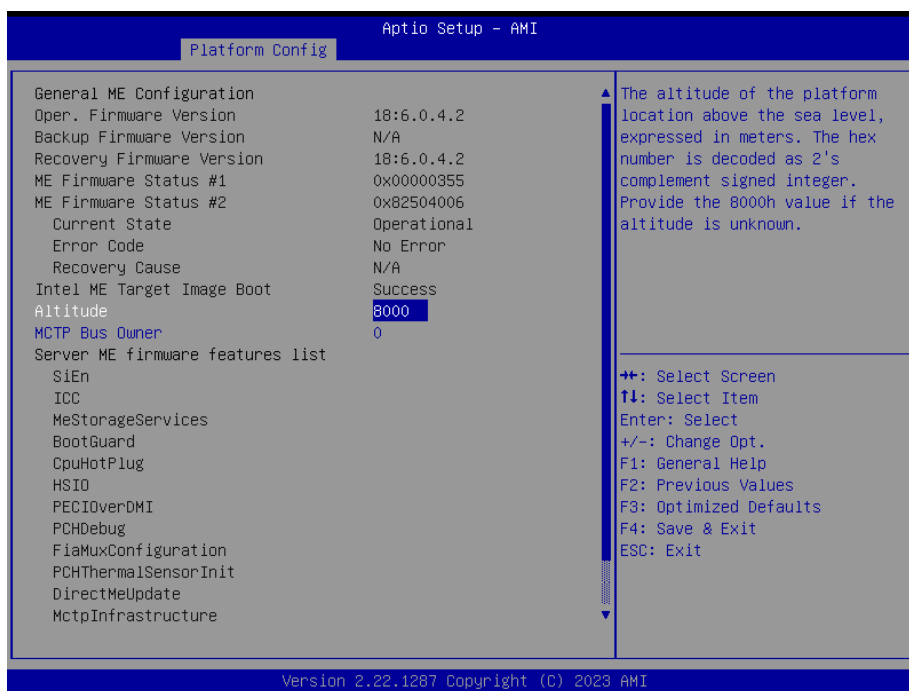 Aptio Setup - AMI
Platform Config
General ME Configuration
Oper. Firmware Version 18:6.0.4.2
Backup Firmware Version N/A
Recovery Firmware Version 18:6.0.4.2
ME Firmware Status #1 0x00000355
ME Firmware Status #2 0x82504006
Current State Operational
Error Code No Error
Recovery Cause N/A
Intel ME Target Image Boot Success
Altitude 8000
MCTP Bus Owner 0
Server ME firmware features list
SiEn
ICC
MeStorageServices
BootGuard
CpuHotPlug
HSIO
PECIOverDMI
PCHDebug
FiaMuxConfiguration
PCHThermalSensorInit
DirectMeUpdate
MctpInfrastructure
The altitude of the platform
location above the sea level,
expressed in meters. The hex
number is decoded as 2's
complement signed integer.
Provide the 8000h value if the
altitude is unknown.
→←: Select Screen
↑↓: Select Item
Enter: Select
+/-: Change Opt.
F1: General Help
F2: Previous Values
F3: Optimized Defaults
F4: Save & Exit
ESC: Exit
Version 2.22.1287 Copyright (C) 2023 AMI